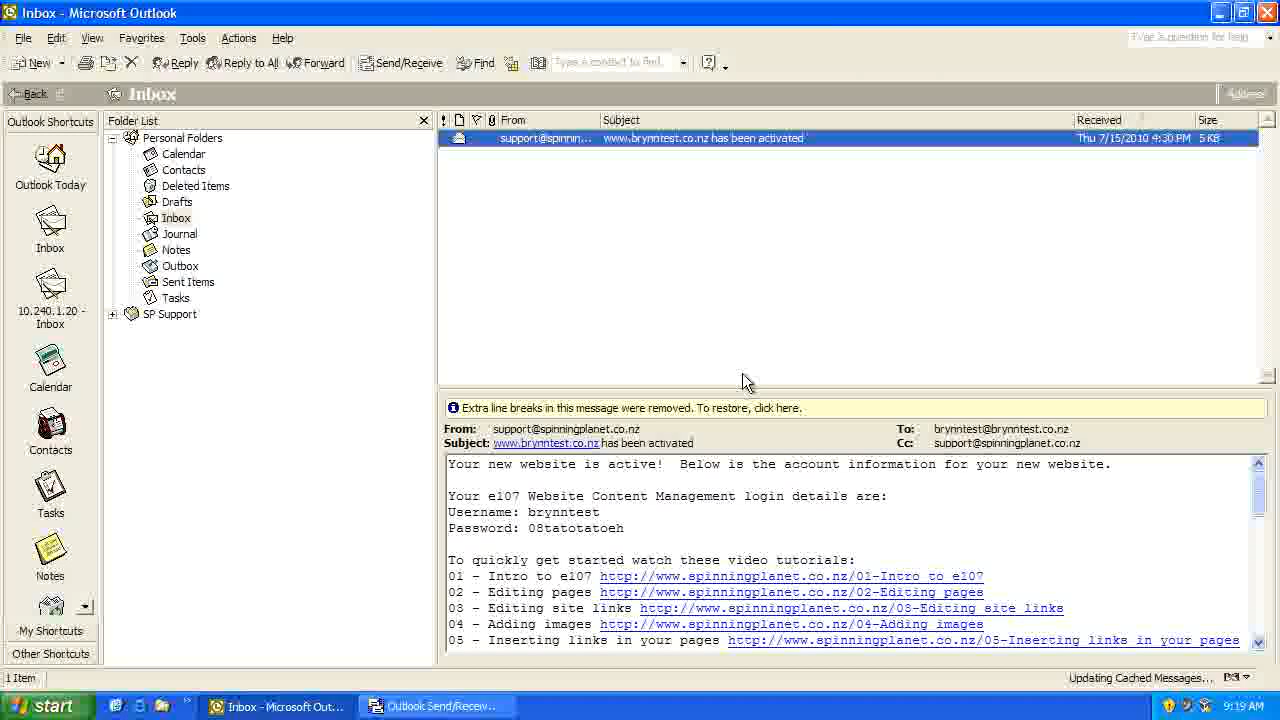 Inbox - Microsoft Outlook
File Edit View Favorites Tools Actions Help
Type a question for help
New Reply Reply to All Forward Send/Receive Find Type a contact to find
Back Inbox Address
Outlook Shortcuts
Outlook Today
Inbox
10.240.1.20 -
Inbox
Calendar
Contacts
Tasks
Notes
My Shortcuts
Other Shortcuts
Folder List
Personal Folders
Calendar
Contacts
Deleted Items
Drafts
Inbox
Journal
Notes
Outbox
Sent Items
Tasks
SP Support
From Subject Received Size
support@spinnin... www.brynntest.co.nz has been activated Thu 7/15/2010 4:30 PM 5 KB
Extra line breaks in this message were removed. To restore, click here.
From: support@spinningplanet.co.nz To: brynntest@brynntest.co.nz
Subject: www.brynntest.co.nz has been activated Cc: support@spinningplanet.co.nz
Your new website is active! Below is the account information for your new website.
Your e107 Website Content Management login details are:
Username: brynntest
Password: 08tatotatoeh
To quickly get started watch these video tutorials:
01 - Intro to e107 http://www.spinningplanet.co.nz/01-Intro to e107
02 - Editing pages http://www.spinningplanet.co.nz/02-Editing pages
03 - Editing site links http://www.spinningplanet.co.nz/03-Editing site links
04 - Adding images http://www.spinningplanet.co.nz/04-Adding images
05 - Inserting links in your pages http://www.spinningplanet.co.nz/05-Inserting links in your pages
1 Item Updating Cached Messages...
start Inbox - Microsoft Out... Outlook Send/Receiv... 9:19 AM